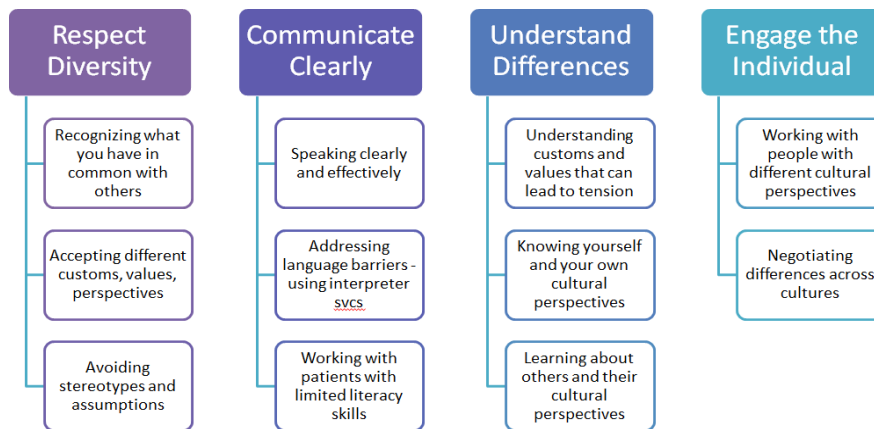 Respect
Diversity
Recognizing what
you have in
common with
others
Accepting different
customs, values,
perspectives
Avoiding
stereotypes and
assumptions
Communicate
Clearly
Speaking clearly
and effectively
Addressing
language barriers -
using interpreter
svcs
Working with
patients with
limited literacy
skills
Understand
Differences
Understanding
customs and
values that can
lead to tension
Knowing yourself
and your own
cultural
perspectives
Learning about
others and their
cultural
perspectives
Engage the
Individual
Working with
people with
different cultural
perspectives
Negotiating
differences across
cultures